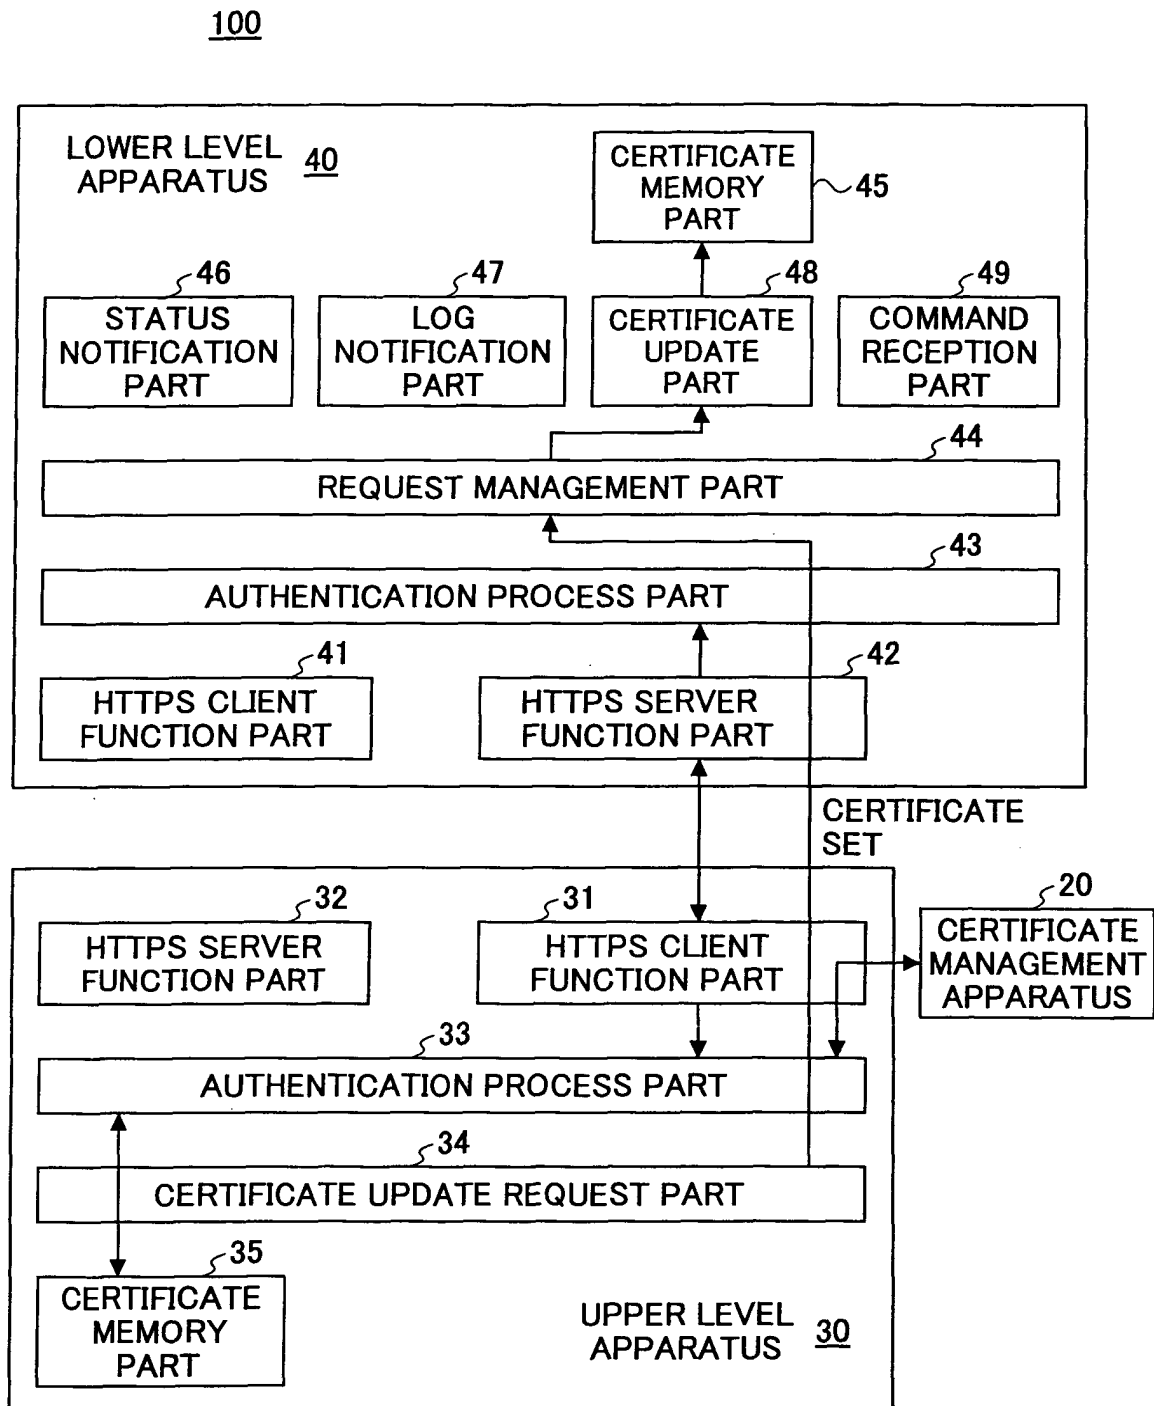 100
LOWER LEVEL
APPARATUS
40
CERTIFICATE
MEMORY
PART
45
46
STATUS
NOTIFICATION
PART
47
LOG
NOTIFICATION
PART
48
CERTIFICATE
UPDATE
PART
49
COMMAND
RECEPTION
PART
44
REQUEST MANAGEMENT PART
43
AUTHENTICATION PROCESS PART
41
HTTPS CLIENT
FUNCTION PART
42
HTTPS SERVER
FUNCTION PART
CERTIFICATE
SET
32
HTTPS SERVER
FUNCTION PART
31
HTTPS CLIENT
FUNCTION PART
20
CERTIFICATE
MANAGEMENT
APPARATUS
33
AUTHENTICATION PROCESS PART
34
CERTIFICATE UPDATE REQUEST PART
35
CERTIFICATE
MEMORY
PART
UPPER LEVEL
APPARATUS
30